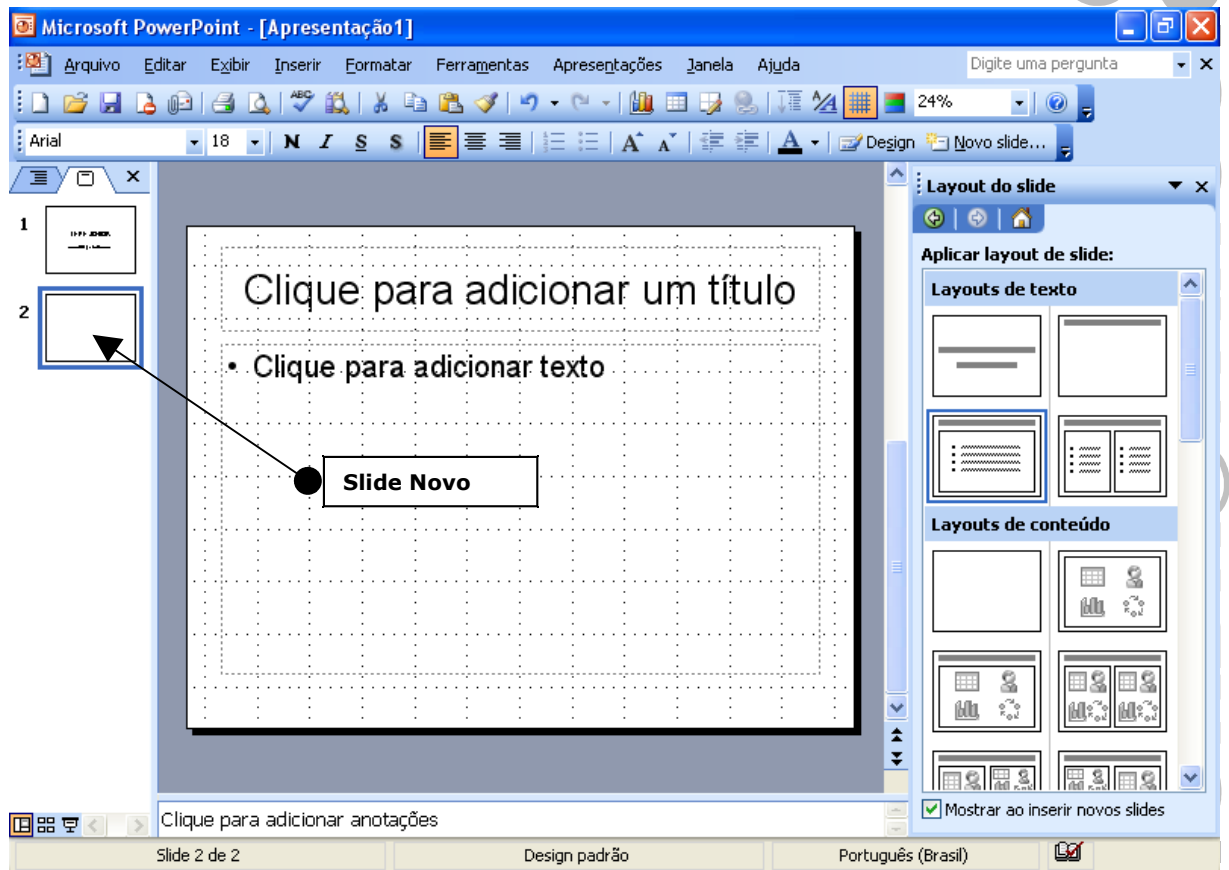 Microsoft PowerPoint - [Apresentação1]
Arquivo Editar Exibir Inserir Formatar Ferramentas Apresentações Janela Ajuda Digite uma pergunta
24%
Arial 18 N I S S A A A Design Novo slide...
Layout do slide
Aplicar layout de slide:
Layouts de texto
1
2
Clique para adicionar um título
• Clique para adicionar texto
Slide Novo
Layouts de conteúdo
Mostrar ao inserir novos slides
Clique para adicionar anotações
Slide 2 de 2 Design padrão Português (Brasil)